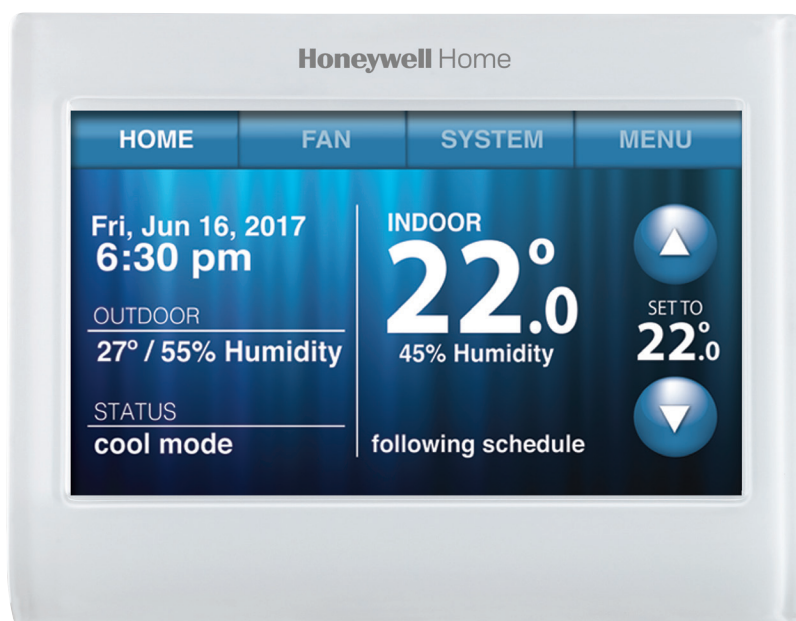 Honeywell Home
HOME FAN SYSTEM MENU
Fri, Jun 16, 2017
6:30 pm
OUTDOOR
27° / 55% Humidity
STATUS
cool mode
INDOOR
22.0°
45% Humidity
following schedule
SET TO
22.0°